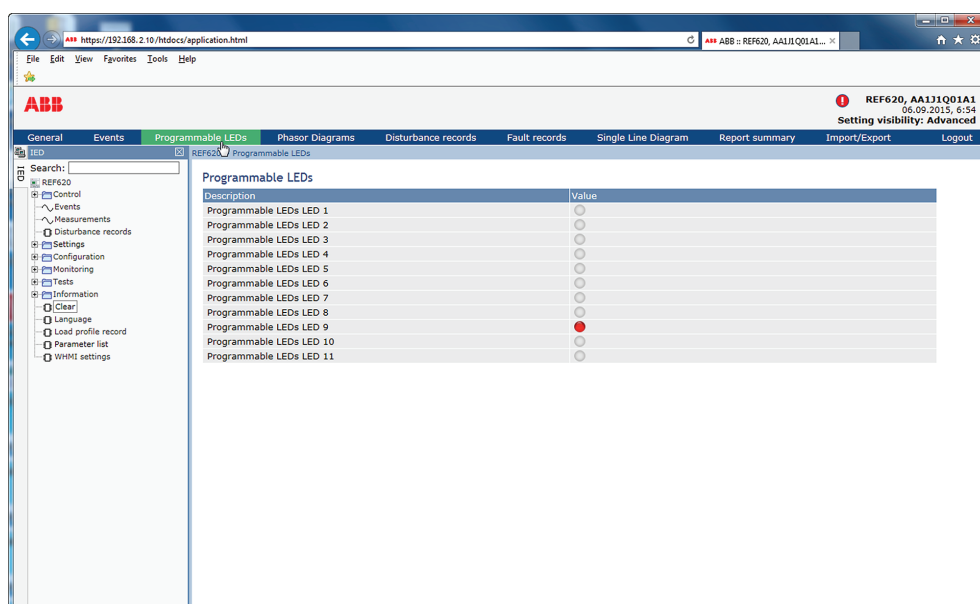 https://192.168.2.10/htdocs/application.html
ABB :: REF620, AA1J1Q01A1...
File Edit View Favorites Tools Help
ABB
REF620, AA1J1Q01A1
06.09.2015, 6:54
Setting visibility: Advanced
General Events Programmable LEDs Phasor Diagrams Disturbance records Fault records Single Line Diagram Report summary Import/Export Logout
IED
REF620 Programmable LEDs
IED
Search:
REF620
Control
Events
Measurements
Disturbance records
Settings
Configuration
Monitoring
Tests
Information
Clear
Language
Load profile record
Parameter list
WHMI settings
Programmable LEDs
Description Value
Programmable LEDs LED 1
Programmable LEDs LED 2
Programmable LEDs LED 3
Programmable LEDs LED 4
Programmable LEDs LED 5
Programmable LEDs LED 6
Programmable LEDs LED 7
Programmable LEDs LED 8
Programmable LEDs LED 9
Programmable LEDs LED 10
Programmable LEDs LED 11